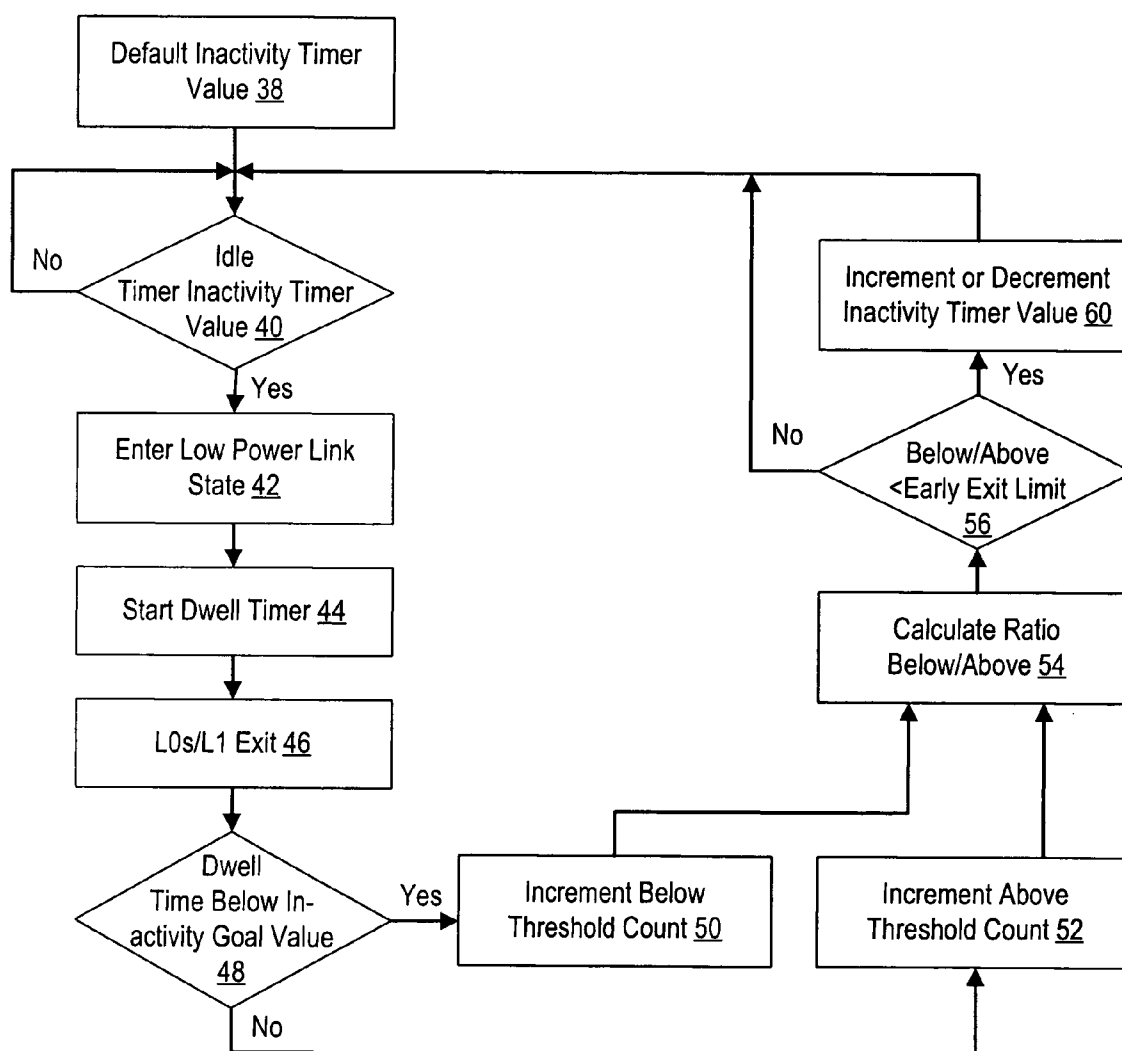 Default Inactivity Timer
Value 38
No
Idle
Timer Inactivity Timer
Value 40
Yes
Enter Low Power Link
State 42
Start Dwell Timer 44
L0s/L1 Exit 46
Dwell
Time Below In-
activity Goal Value
48
Yes
No
Increment Below
Threshold Count 50
Increment Above
Threshold Count 52
Calculate Ratio
Below/Above 54
Below/Above
<Early Exit Limit
56
No
Yes
Increment or Decrement
Inactivity Timer Value 60